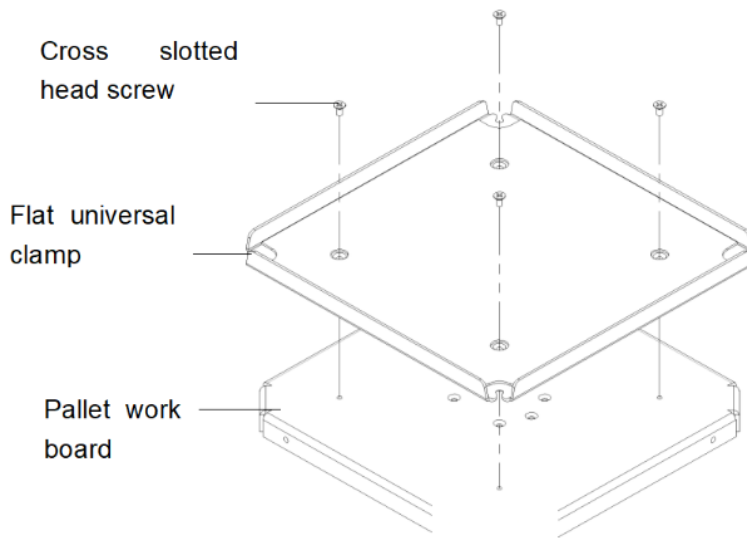 Cross slotted
head screw
Flat universal
clamp
Pallet work
board